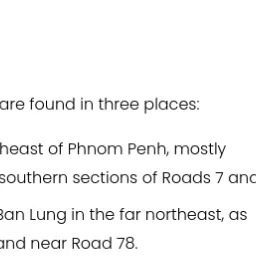 are found in three places:
heast of Phnom Penh, mostly
southern sections of Roads 7 and
Ban Lung in the far northeast, as
and near Road 78.